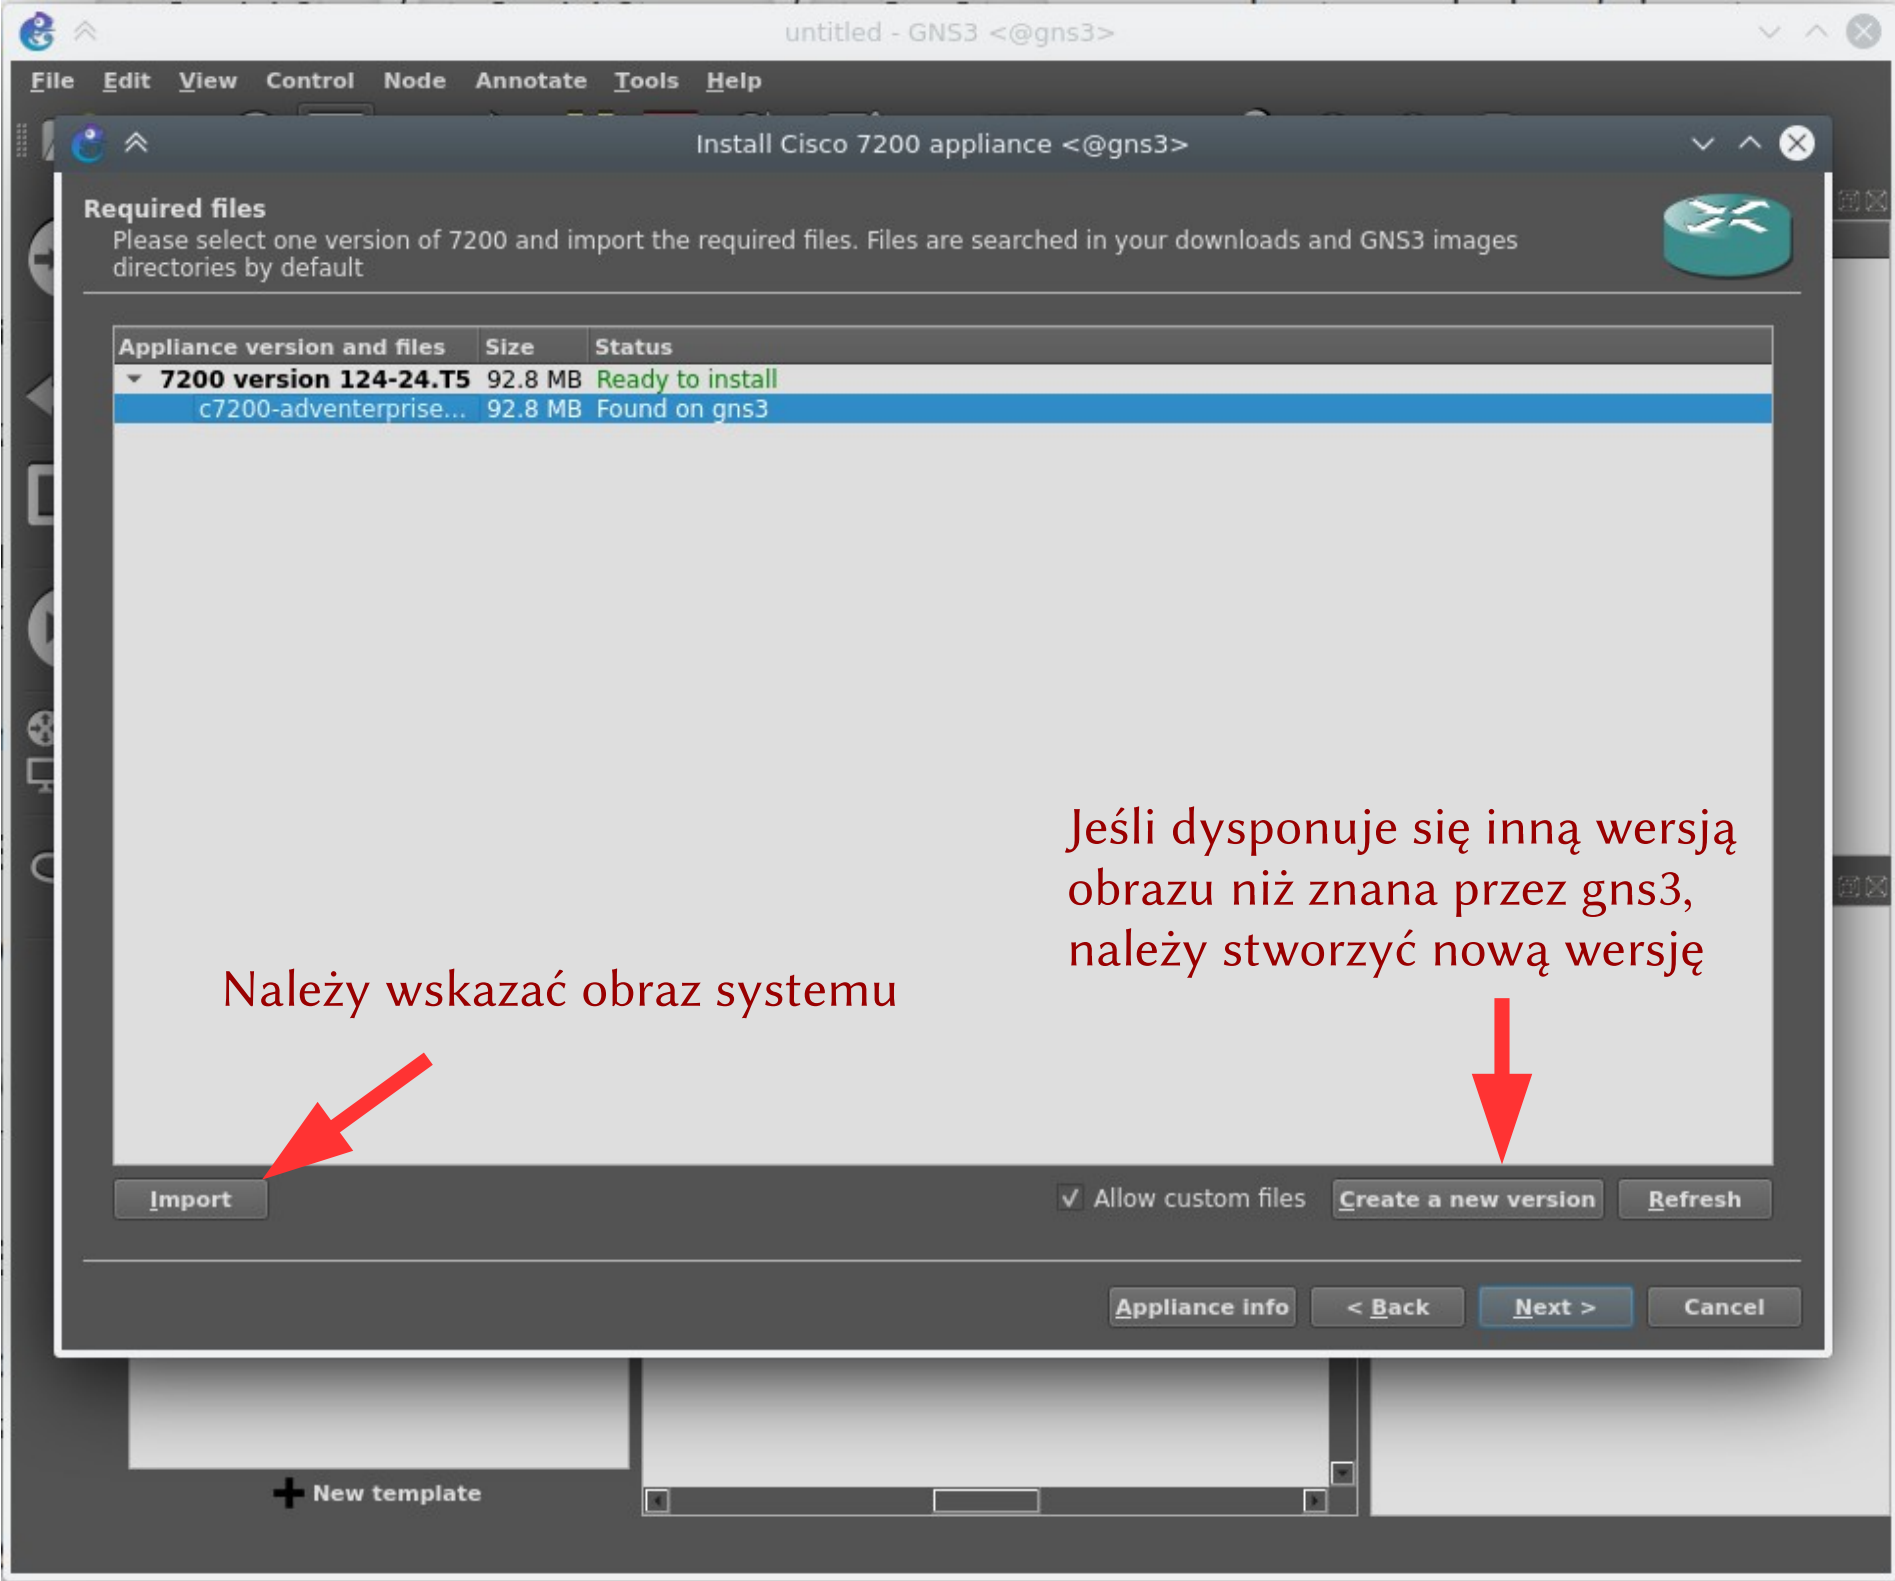 untitled - GNS3 <@gns3>
File Edit View Control Node Annotate Tools Help
Install Cisco 7200 appliance <@gns3>
Required files
Please select one version of 7200 and import the required files. Files are searched in your downloads and GNS3 images
directories by default
Appliance version and files Size Status
7200 version 124-24.T5 92.8 MB Ready to install
c7200-adventerprise... 92.8 MB Found on gns3
Jeśli dysponuje się inną wersją
obrazu niż znana przez gns3,
należy stworzyć nową wersję
Należy wskazać obraz systemu
Import
Allow custom files Create a new version Refresh
Appliance info < Back Next > Cancel
New template